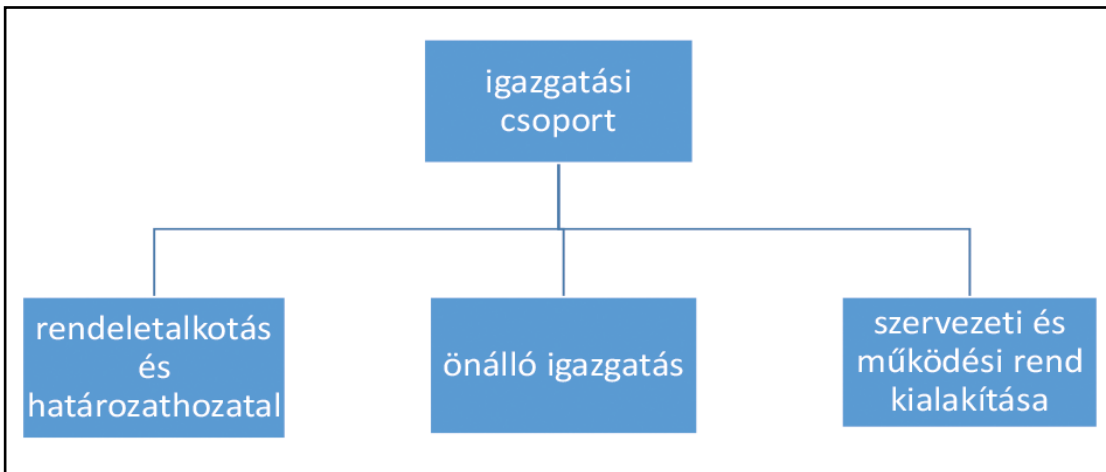 igazgatási
csoport
rendeletalkotás
és
határozathozatal
önálló igazgatás
szervezeti és
működési rend
kialakítása